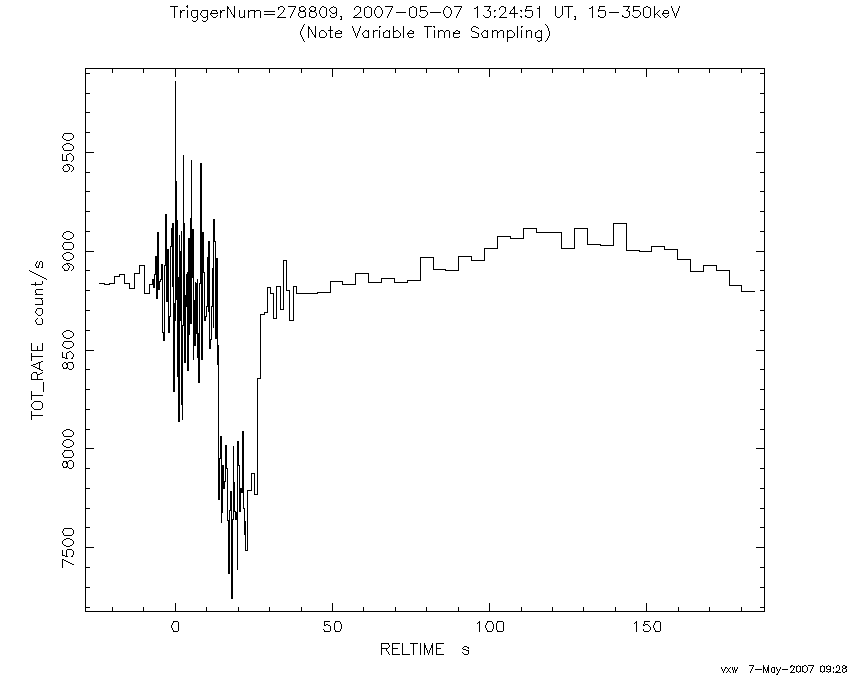 TriggerNum=278809, 2007-05-07 13:24:51 UT, 15-350keV
(Note Variable Time Sampling)
TOT_RATE count/s
9500
9000
8500
8000
7500
0 50 100 150
RELTIME s
vxw 7-May-2007 09:28